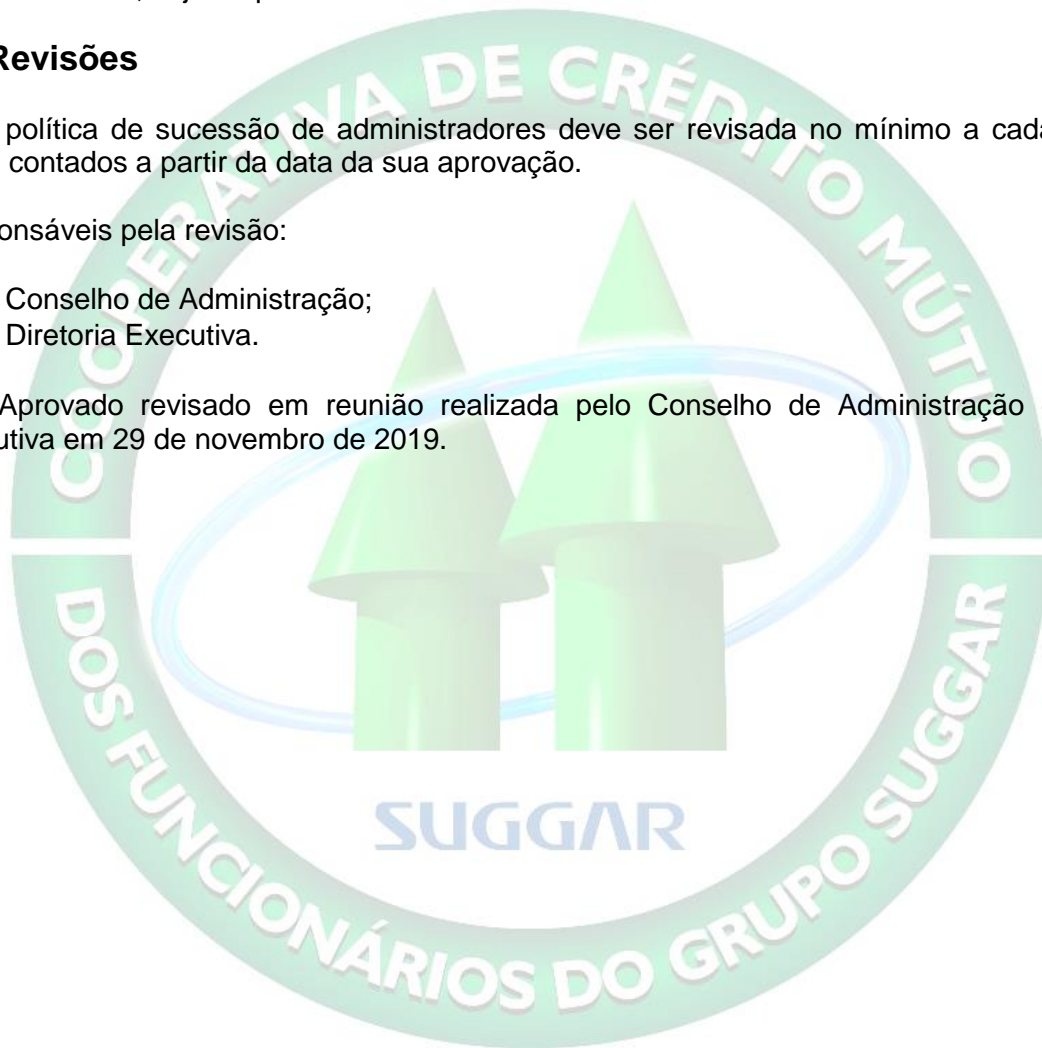 Revisões
política de sucessão de administradores deve ser revisada no mínimo a cada
contados a partir da data da sua aprovação.
onsáveis pela revisão:
Conselho de Administração;
Diretoria Executiva.
Aprovado revisado em reunião realizada pelo Conselho de Administração
utiva em 29 de novembro de 2019.
COOPERATIVA DE CRÉDITO MÚTUO
DOS FUNCIONÁRIOS DO GRUPO SUGGAR
SUGGAR